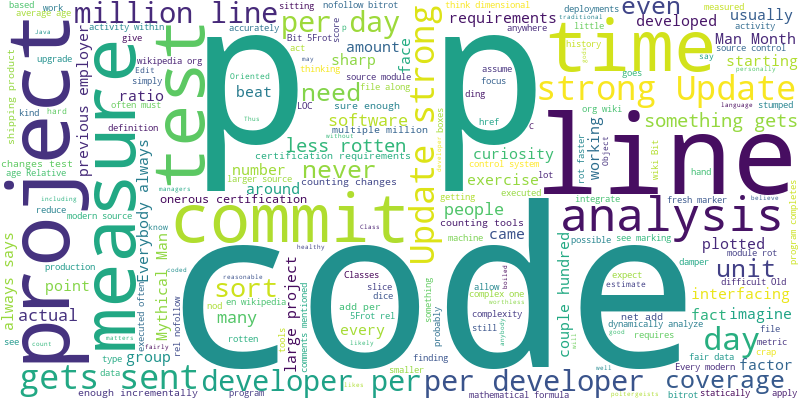 based
work
average age
Java
upgrade
shipping product
kind
hard
changes test
age Relative
including
reduce
modern source
always says
production
point
actual
see
matters
count
type
data
group
gets sent
project
million line
activity within
wikipedia org
Edit
simply
often must
ratio
give
definition
previous employer
measure
test
executed often
Everybody always
know
managers
Mythical Man
coded
rel nofollow
enough incrementally
program
sitting
nofollow bitrot
per day
accurately
Bit 5Frot
score
p
act
amount
may
thinking
face
sharp
Oriented
beat
need
source module
file along
LOC
sure enough
Thus
software
multiple million
without
less rotten
certification requirements
number
never
larger source
counting changes
around
onerous certification
commit
Class
healthy
reasonable
sort
Classes
nod
en wikipedia
slice
dice
many
add per
5Frot rel
rotten
every
tools
comments mentioned
large project
likely
smaller
finding
developer per
per developer
code
p
p
Update strong
developer boxes
think dimensional
requirements
anywhere
developed
traditional
history
stumped
god
goes
assume
focus
ding
href
c
control system
lot
curiosity
exercise
executed
getting
people
integrate
counting tools
came
machine
plotted
possible
see marking
unit
damper
expect
estimate
something
allow
complex one
worthless
boiled
probably
complexity
still
anybody
couple hundred
will
net add
good
requires
dynamically analyze
mathematical formula
well
coverage
statically
apply
bitrot
even
deployments
measured
little
usually
activity
Man Month
source control
say
starting
personally
time
strong Update
language
org wiki
something gets
working
rot faster
Object
wiki Bit
hand
fresh marker
believe
line
analysis
program completes
module rot
difficult Old
interfacing
fact
imagine
file
metric
day
crap
Every modern
fair data
factor
fairly
likes
poltergeists